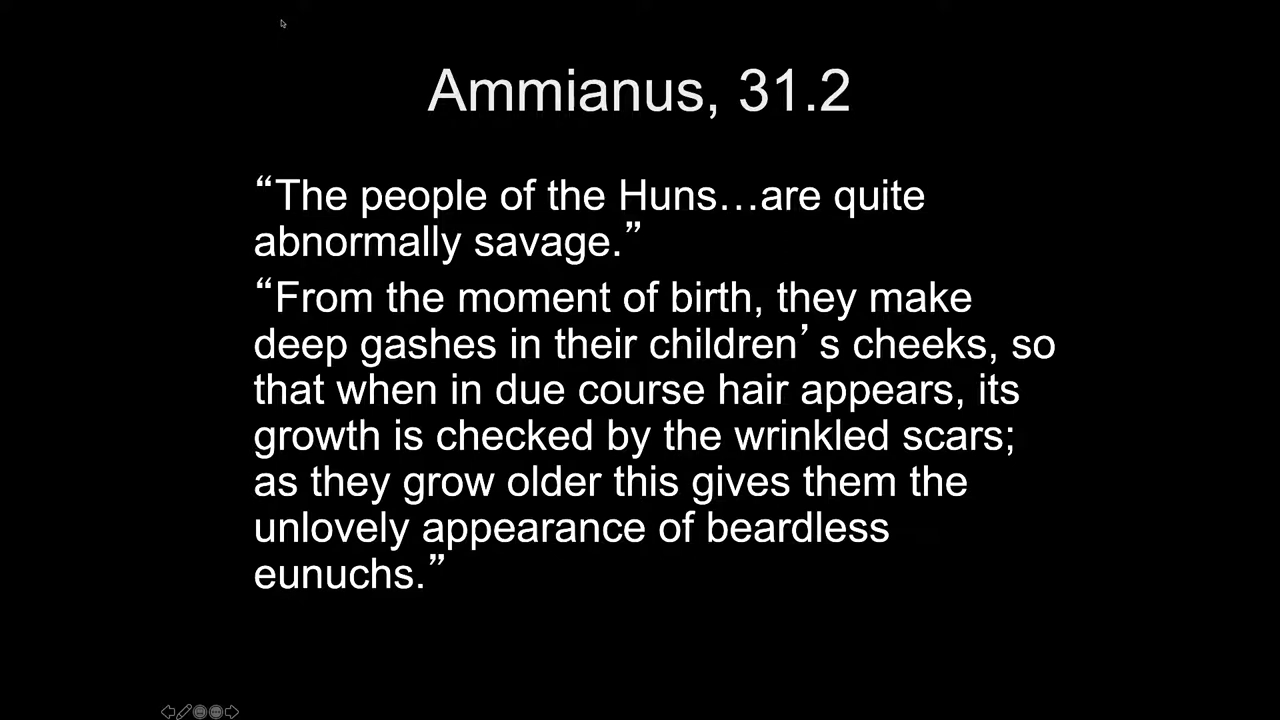 Ammianus, 31.2
“The people of the Huns…are quite
abnormally savage.”
“From the moment of birth, they make
deep gashes in their children’s cheeks, so
that when in due course hair appears, its
growth is checked by the wrinkled scars;
as they grow older this gives them the
unlovely appearance of beardless
eunuchs.”